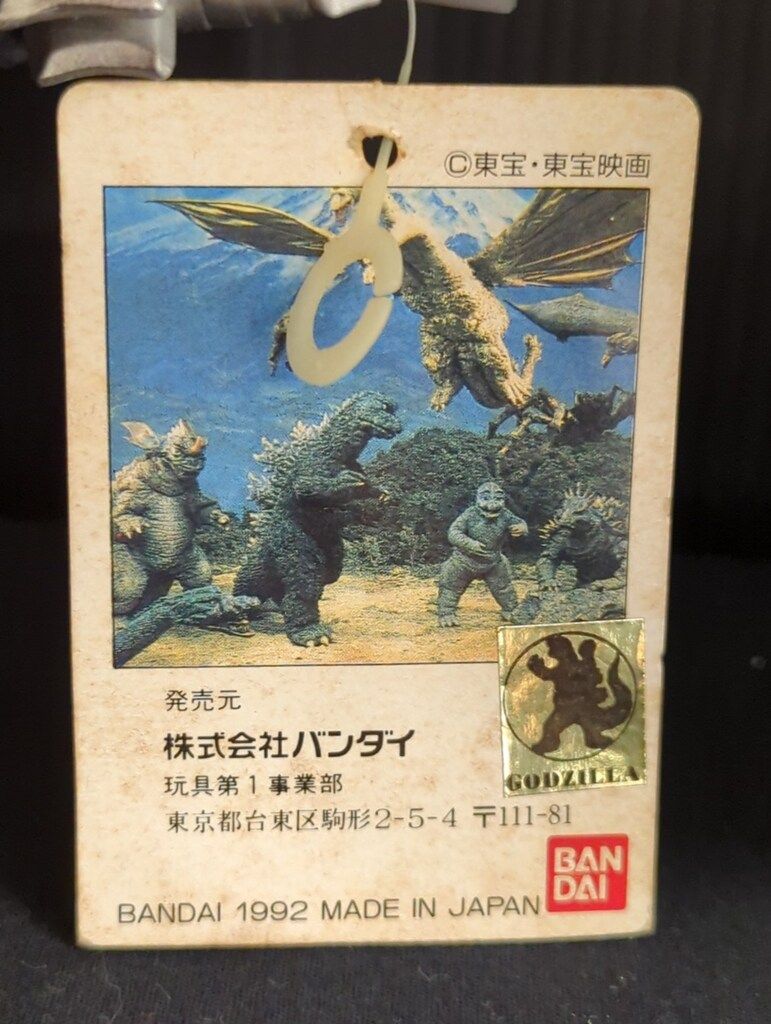 ©東宝・東宝映画
発売元
株式会社バンダイ
玩具第1事業部
東京都台東区駒形2-5-4 〒111-81
GODZILLA
BAN
DAI
BANDAI 1992 MADE IN JAPAN